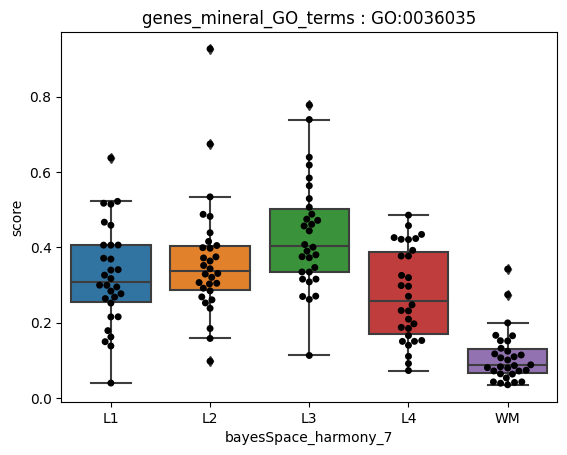 genes_mineral_GO_terms : GO:0036035
score
0.8
0.6
0.4
0.2
0.0
L1 L2 L3 L4 WM
bayesSpace_harmony_7